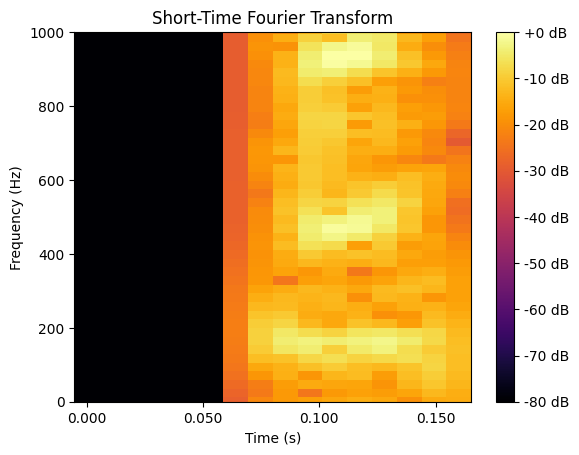 Short-Time Fourier Transform
Frequency (Hz)
1000
800
600
400
200
0
0.000
0.050
0.100
0.150
Time (s)
+0 dB
-10 dB
-20 dB
-30 dB
-40 dB
-50 dB
-60 dB
-70 dB
-80 dB